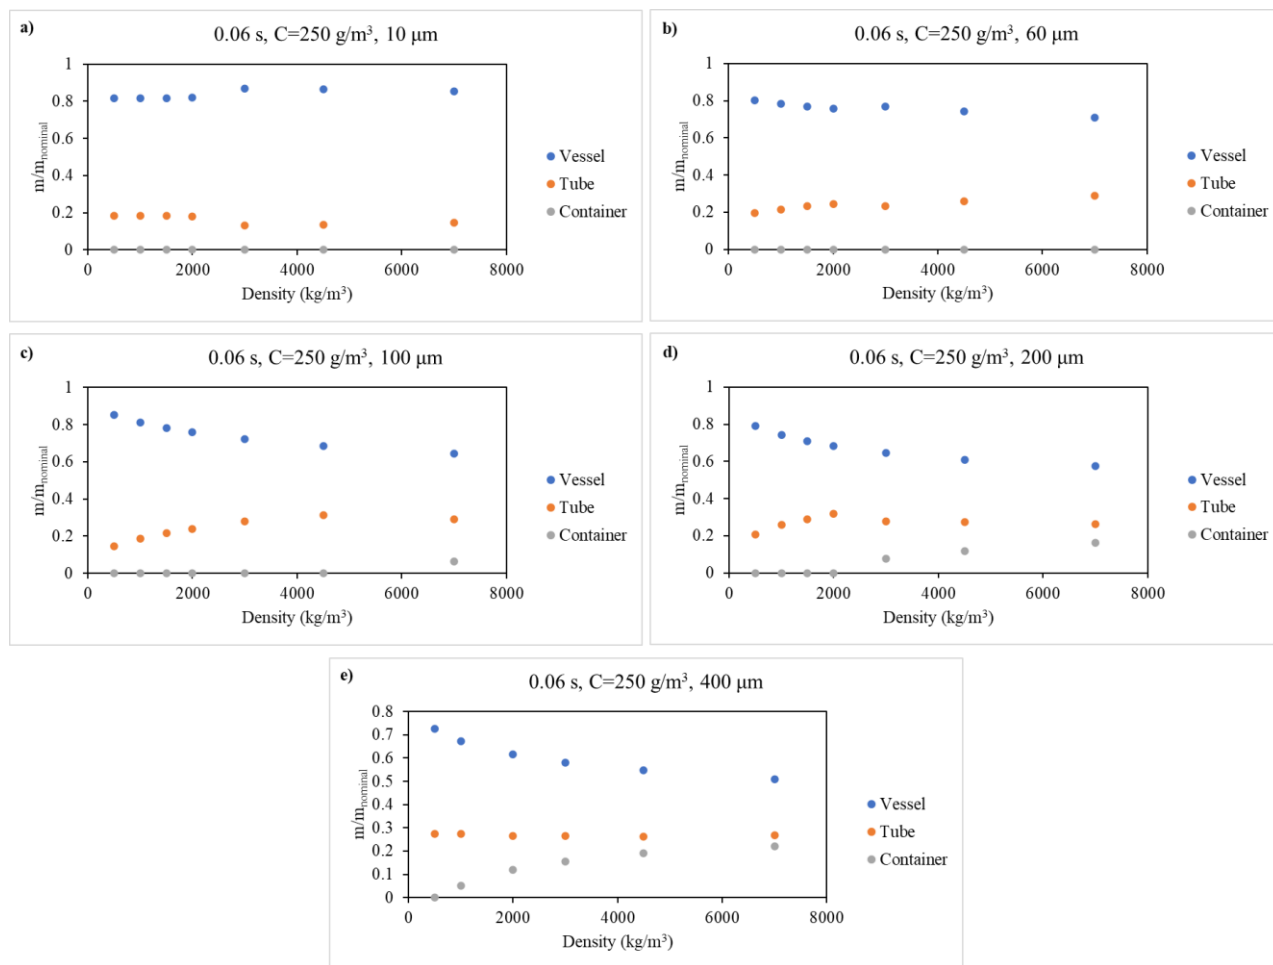 a)
0.06 s, C=250 g/m³, 10 μm
1
0.8
0.6
0.4
0.2
0
m/mnominal
0 2000 4000 6000 8000
Density (kg/m³)
Vessel
Tube
Container
b)
0.06 s, C=250 g/m³, 60 μm
1
0.8
0.6
0.4
0.2
0
m/mnominal
0 2000 4000 6000 8000
Density (kg/m³)
Vessel
Tube
Container
c)
0.06 s, C=250 g/m³, 100 μm
1
0.8
0.6
0.4
0.2
0
m/mnominal
0 2000 4000 6000 8000
Density (kg/m³)
Vessel
Tube
Container
d)
0.06 s, C=250 g/m³, 200 μm
1
0.8
0.6
0.4
0.2
0
m/mnominal
0 2000 4000 6000 8000
Density (kg/m³)
Vessel
Tube
Container
e)
0.06 s, C=250 g/m³, 400 μm
0.8
0.7
0.6
0.5
0.4
0.3
0.2
0.1
0
m/mnominal
0 2000 4000 6000 8000
Density (kg/m³)
Vessel
Tube
Container